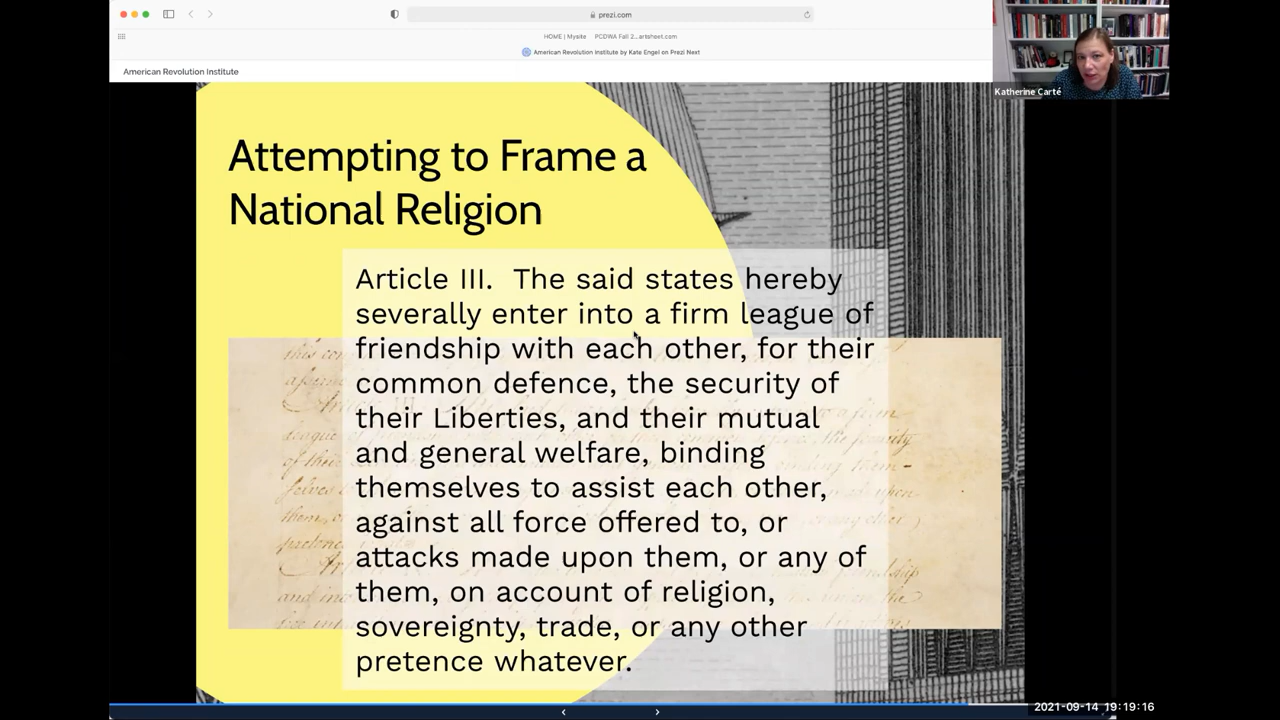 prezi.com
HOME | Mysite
PCDWA Fall 2...artsheet.com
American Revolution Institute by Kate Engel on Prezi Next
American Revolution Institute
Katherine Carté
Attempting to Frame a
National Religion
Article III. The said states hereby
severally enter into a firm league of
friendship with each other, for their
common defence, the security of
their Liberties, and their mutual
and general welfare, binding
themselves to assist each other,
against all force offered to, or
attacks made upon them, or any of
them, on account of religion,
sovereignty, trade, or any other
pretence whatever.
2021-09-14 19:19:16